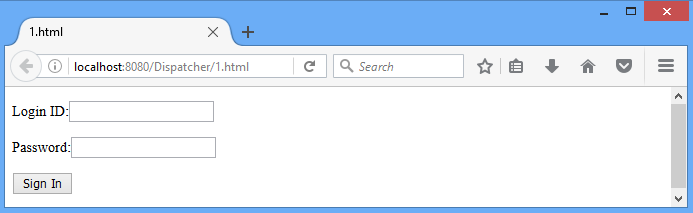 1.html
localhost:8080/Dispatcher/1.html
Search
Login ID:
Password:
Sign In